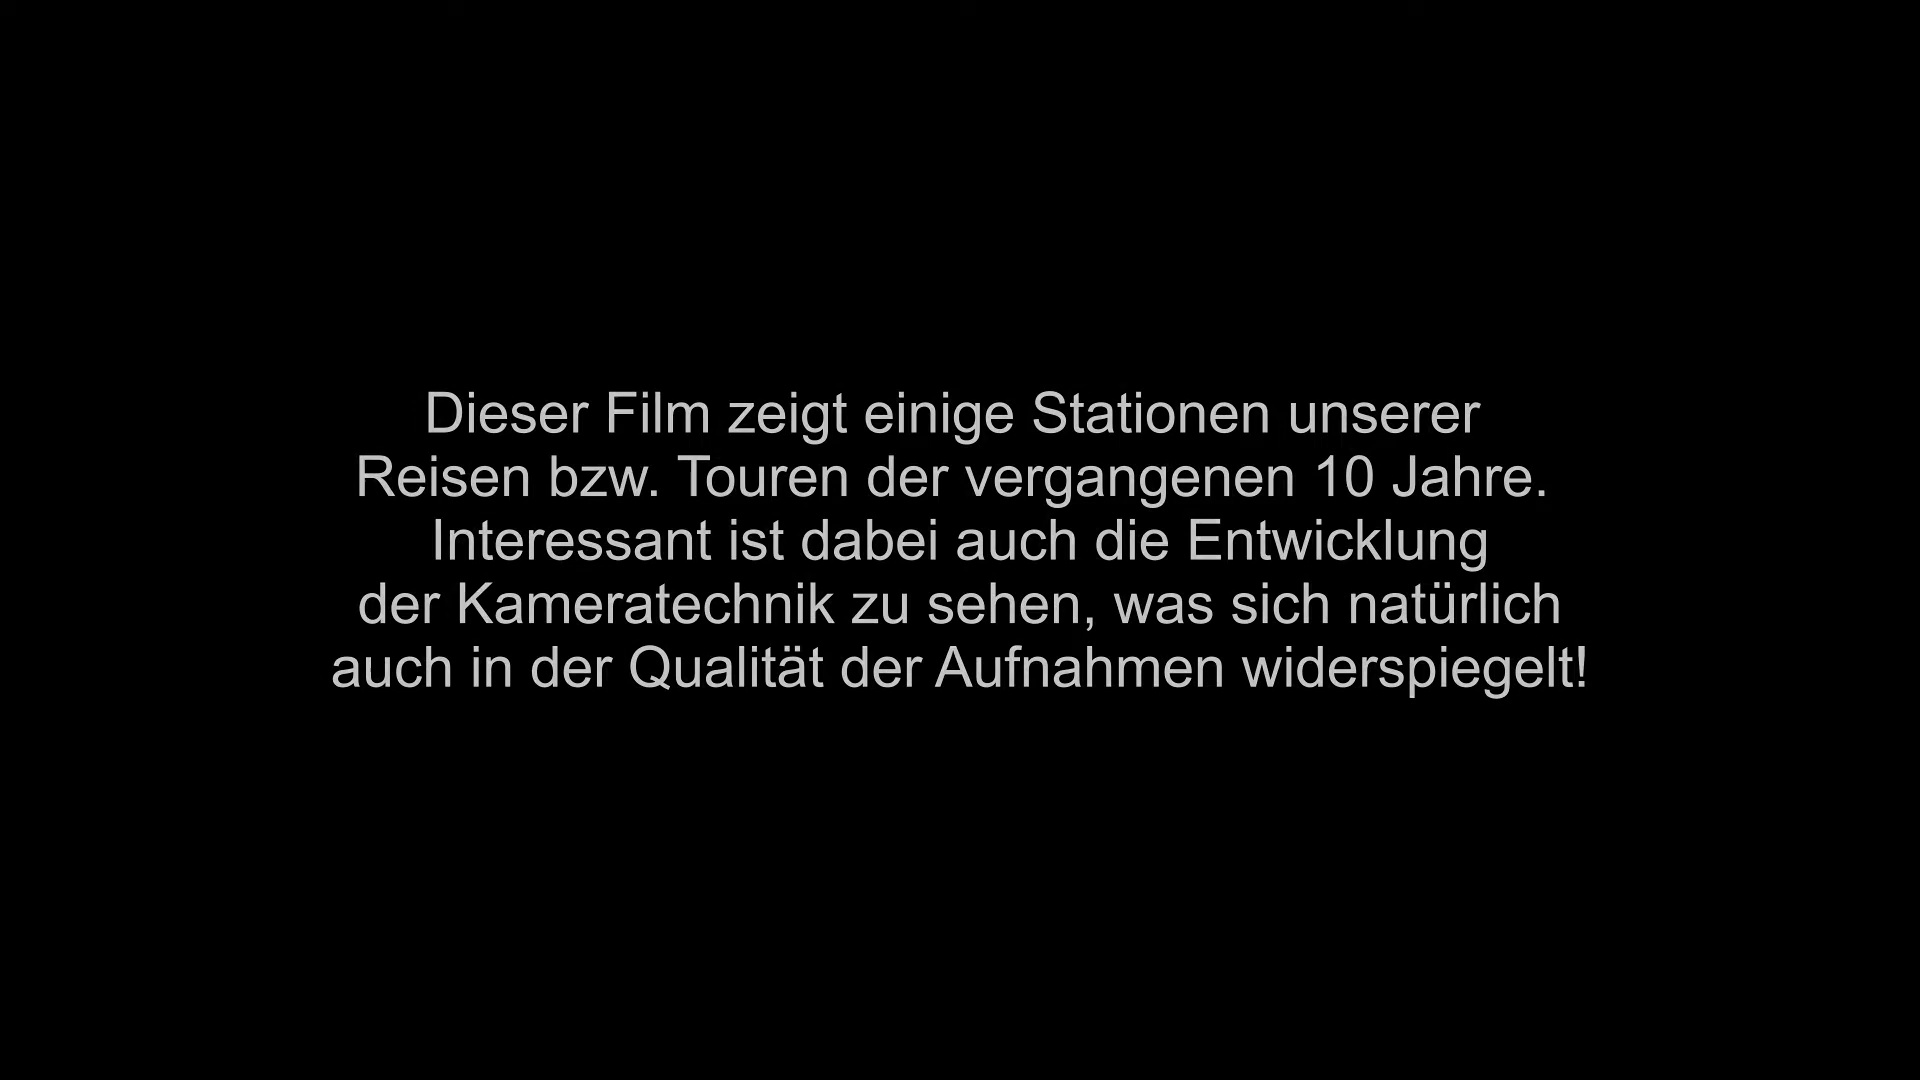 Dieser Film zeigt einige Stationen unserer
Reisen bzw. Touren der vergangenen 10 Jahre.
Interessant ist dabei auch die Entwicklung
der Kameratechnik zu sehen, was sich natürlich
auch in der Qualität der Aufnahmen widerspiegelt!